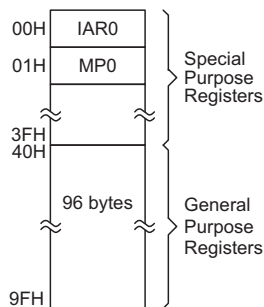 00H
IAR0
01H
MP0
Special
Purpose
Registers
3FH
40H
96 bytes
General
Purpose
Registers
9FH